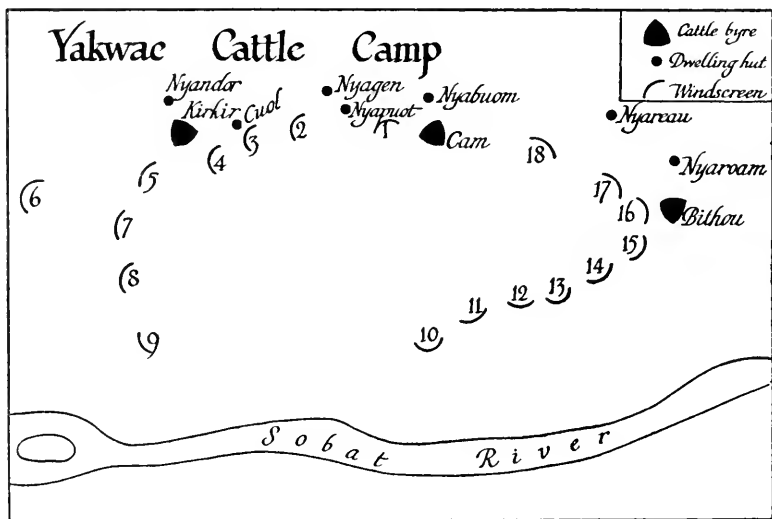 Yakwac Cattle Camp
Cattle byre
Dwelling hut
Windscreen
Nyandor
Kirkir
Cuol
Nyagen
Nyapuot
Nyabuom
Cam
Nyareau
Nyaroam
Bithou
1
2
3
4
5
6
7
8
9
10
11
12
13
14
15
16
17
18
Sobat River